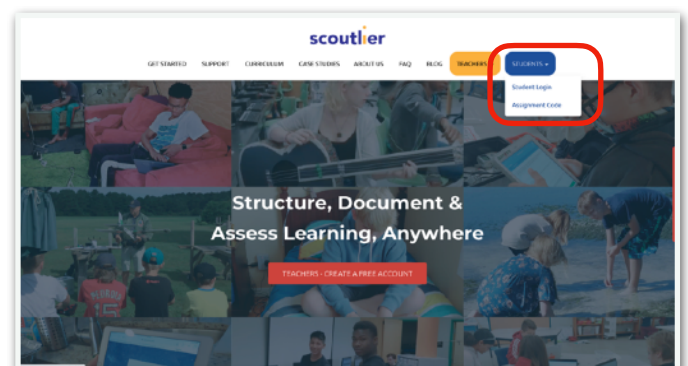 scoutlier
GET STARTED SUPPORT CURRICULUM CASE STUDIES ABOUT US FAQ BLOG TEACHERS STUDENTS
Student Login
Assignment Code
Structure, Document &
Assess Learning, Anywhere
TEACHERS - CREATE A FREE ACCOUNT